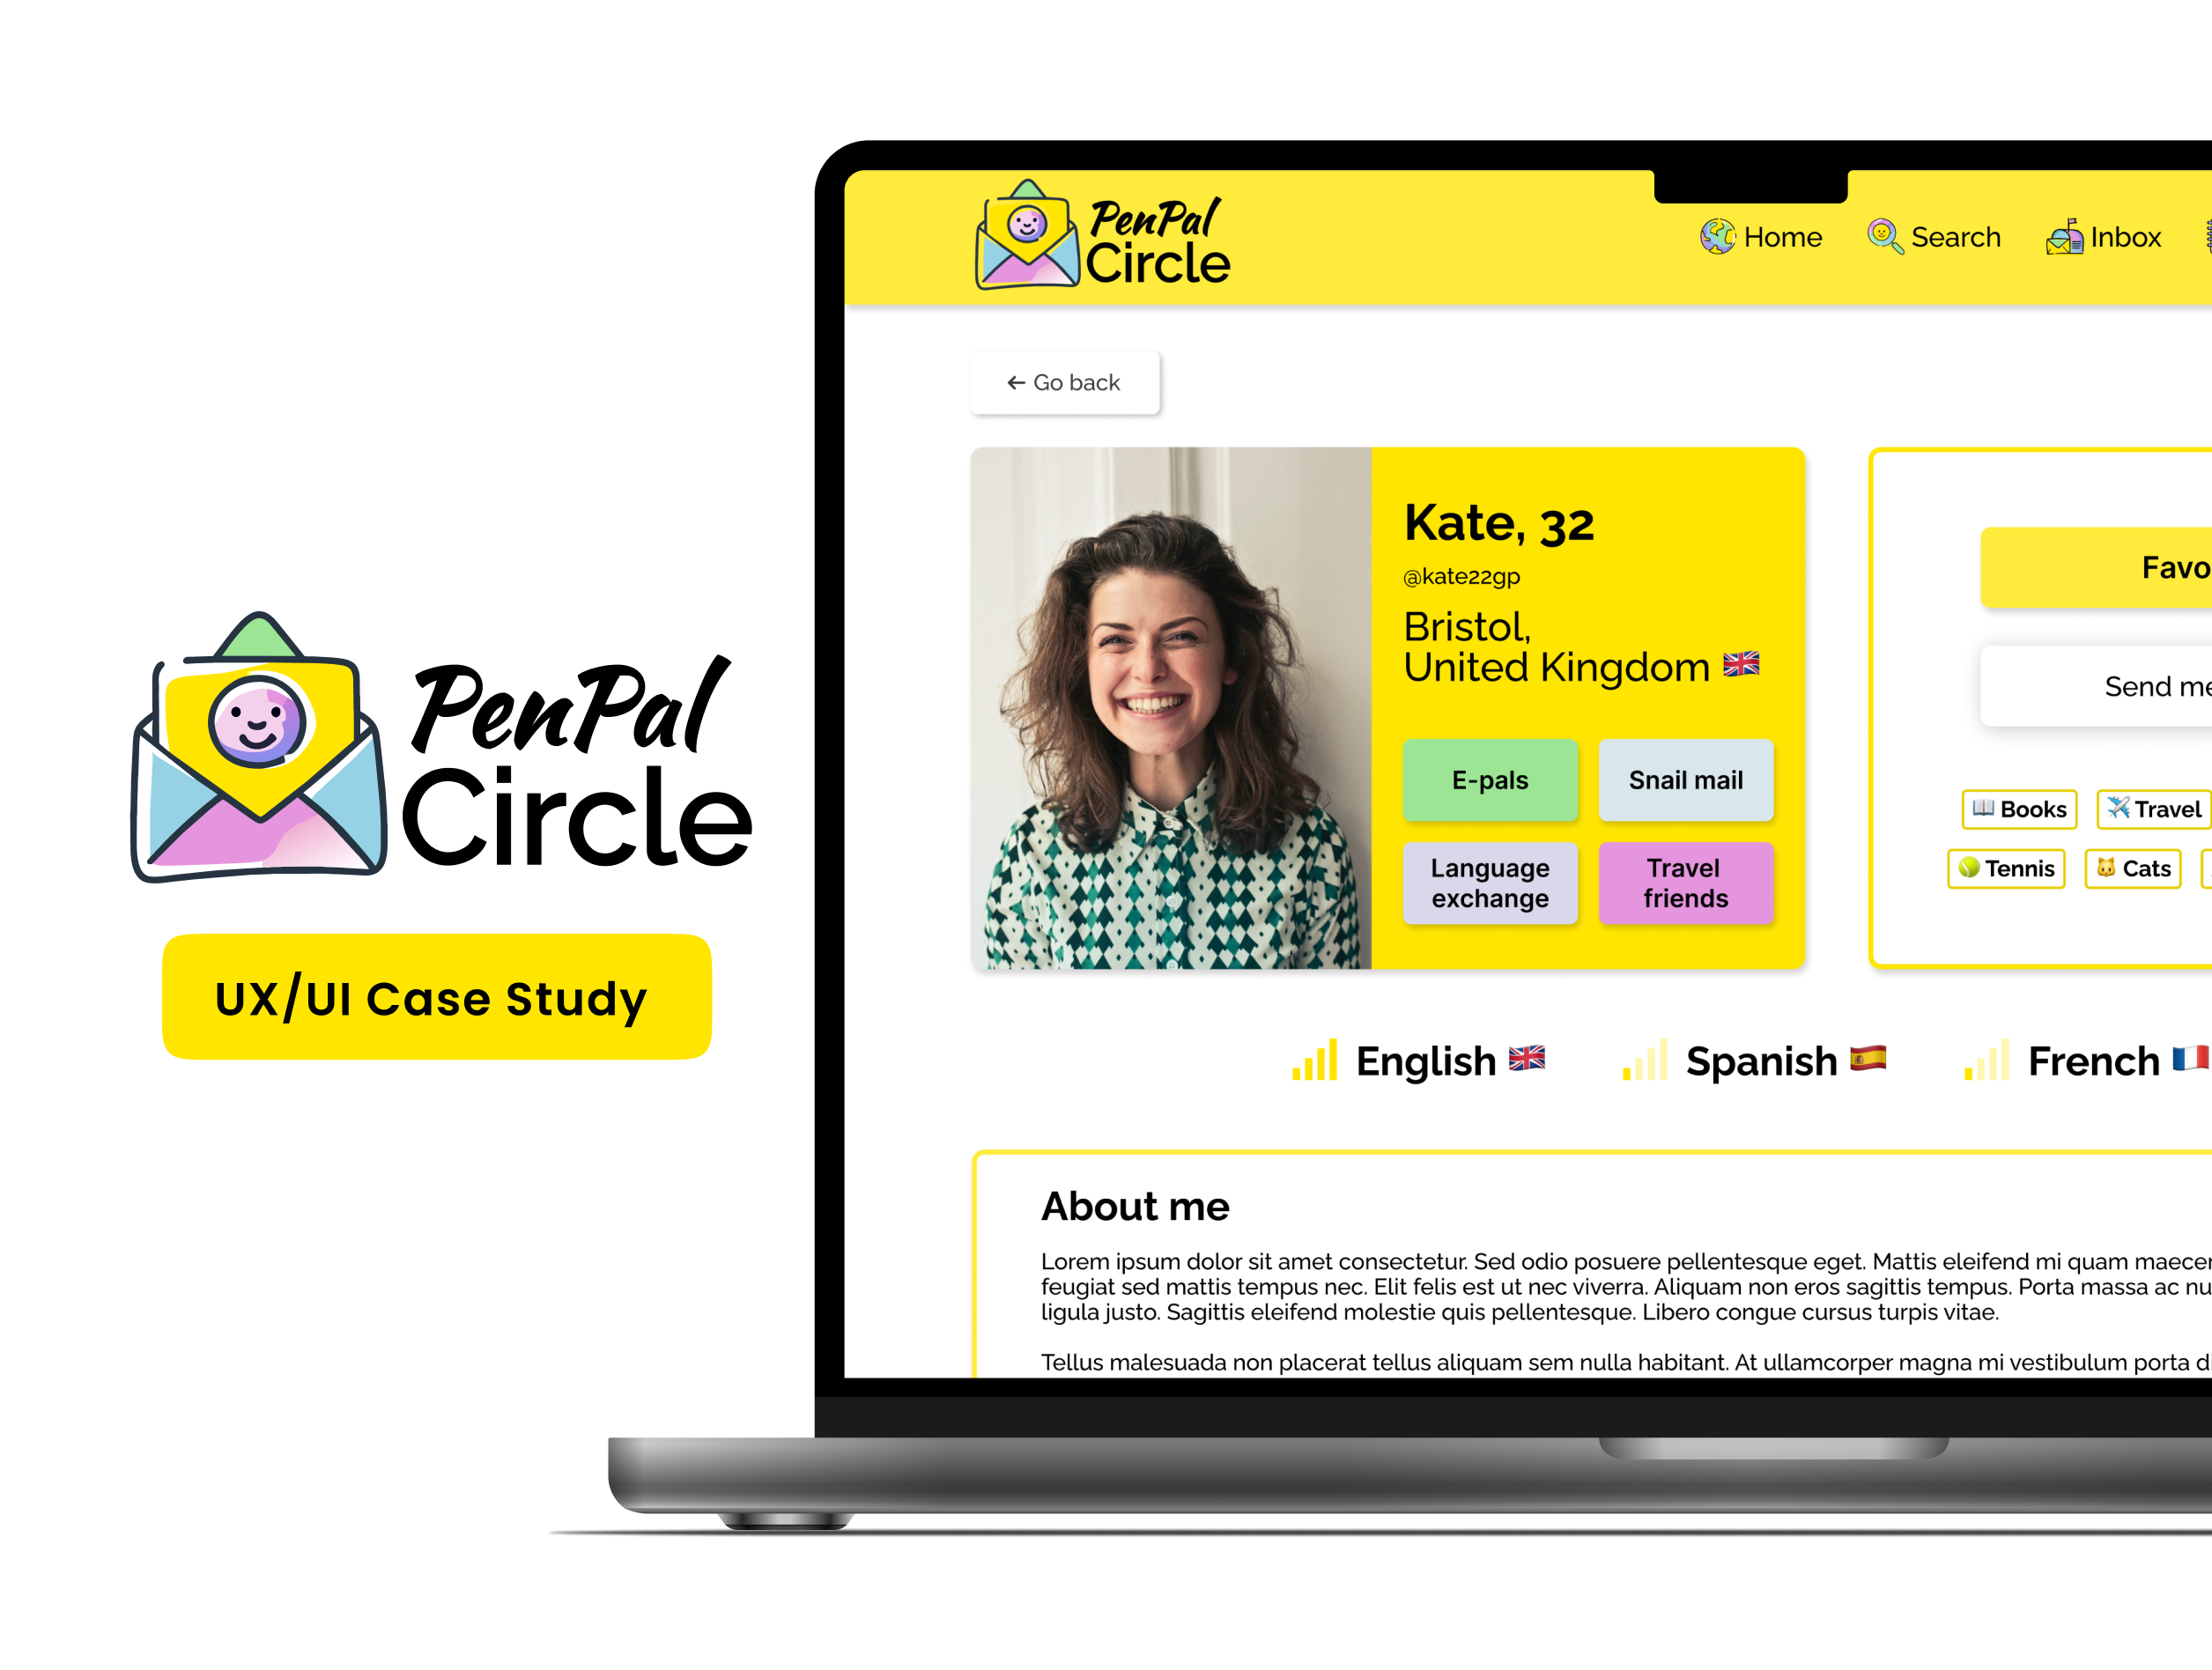 PenPal
Circle
UX/UI Case Study
PenPal
Circle
Home
Search
Inbox
← Go back
Kate, 32
@kate22gp
Bristol,
United Kingdom 🇬🇧
E-pals
Snail mail
Language
exchange
Travel
friends
Favo
Send me
Books
Travel
Tennis
Cats
English
Spanish
French
About me
Lorem ipsum dolor sit amet consectetur. Sed odio posuere pellentesque eget. Mattis eleifend mi quam maecer
feugiat sed mattis tempus nec. Elit felis est ut nec viverra. Aliquam non eros sagittis tempus. Porta massa ac nu
ligula justo. Sagittis eleifend molestie quis pellentesque. Libero congue cursus turpis vitae.
Tellus malesuada non placerat tellus aliquam sem nulla habitant. At ullamcorper magna mi vestibulum porta d